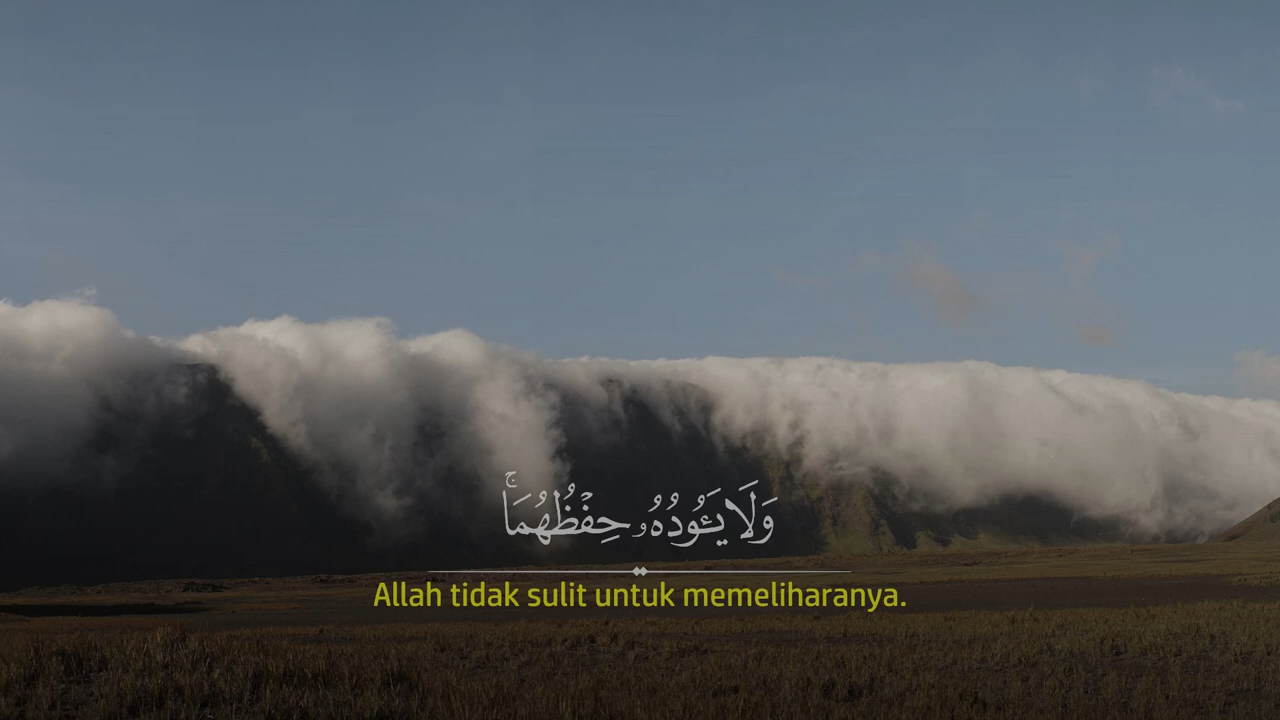 وَلَا يَـُٔودُهُۥ حِفْظُهُمَا ۚ
Allah tidak sulit untuk memeliharanya.